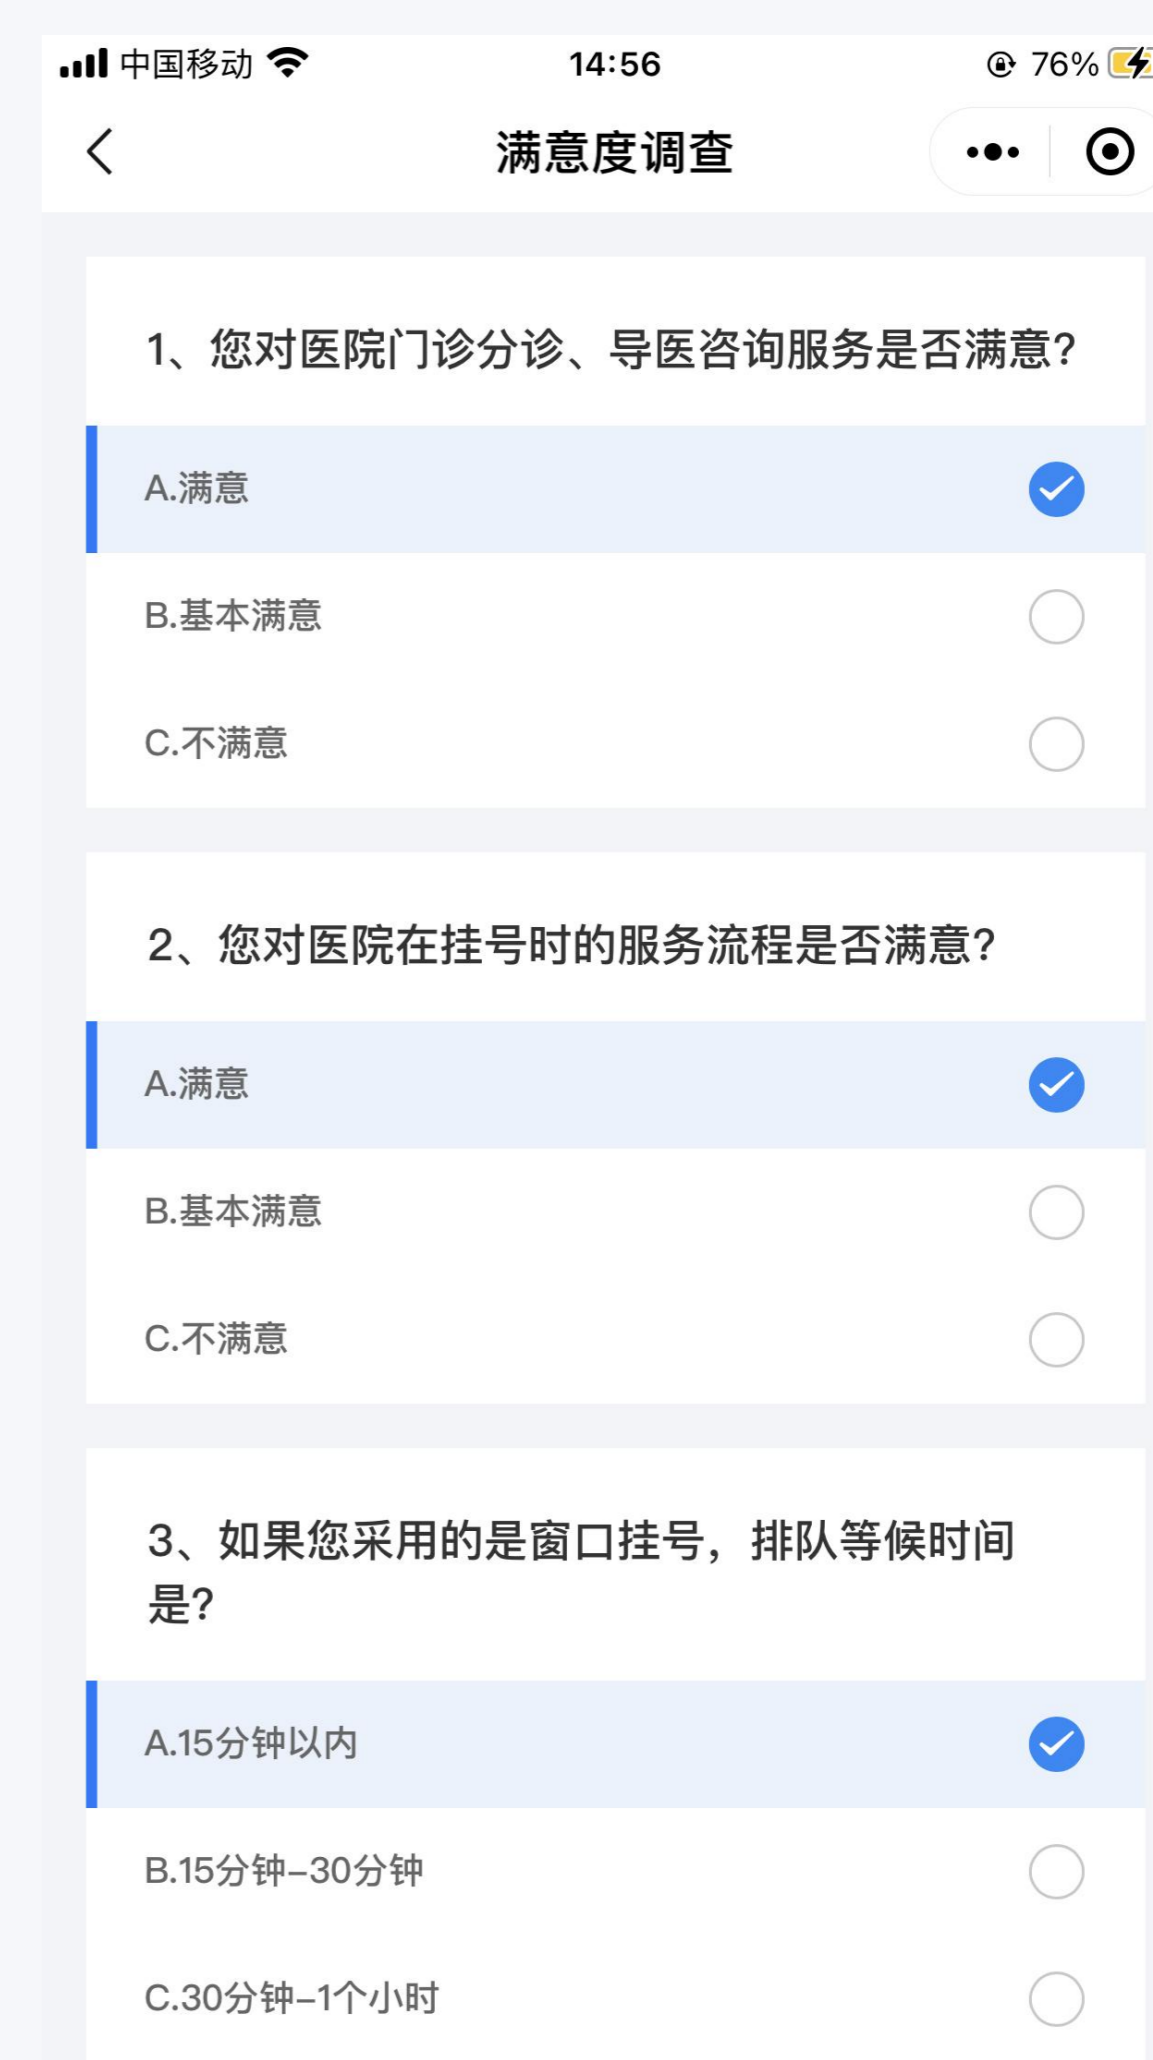 中国移动 14:56 76%
满意度调查
1、您对医院门诊分诊、导医咨询服务是否满意?
A.满意
B.基本满意
C.不满意
2、您对医院在挂号时的服务流程是否满意?
A.满意
B.基本满意
C.不满意
3、如果您采用的是窗口挂号，排队等候时间
是?
A.15分钟以内
B.15分钟–30分钟
C.30分钟–1个小时